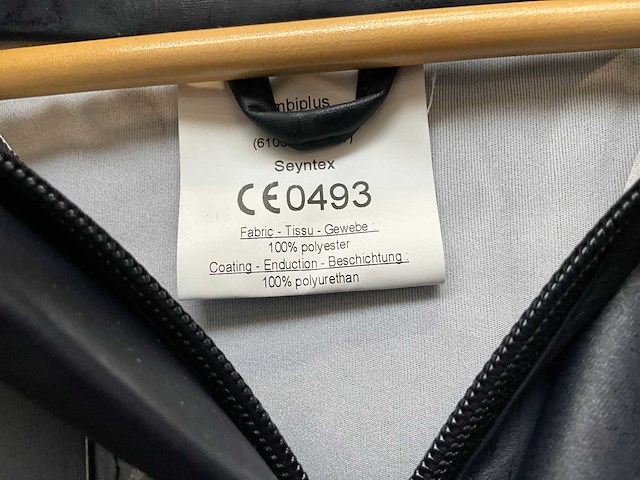 Seyntex
CE0493
Fabric - Tissu - Gewebe :
100% polyester
Coating - Enduction - Beschichtung :
100% polyurethan